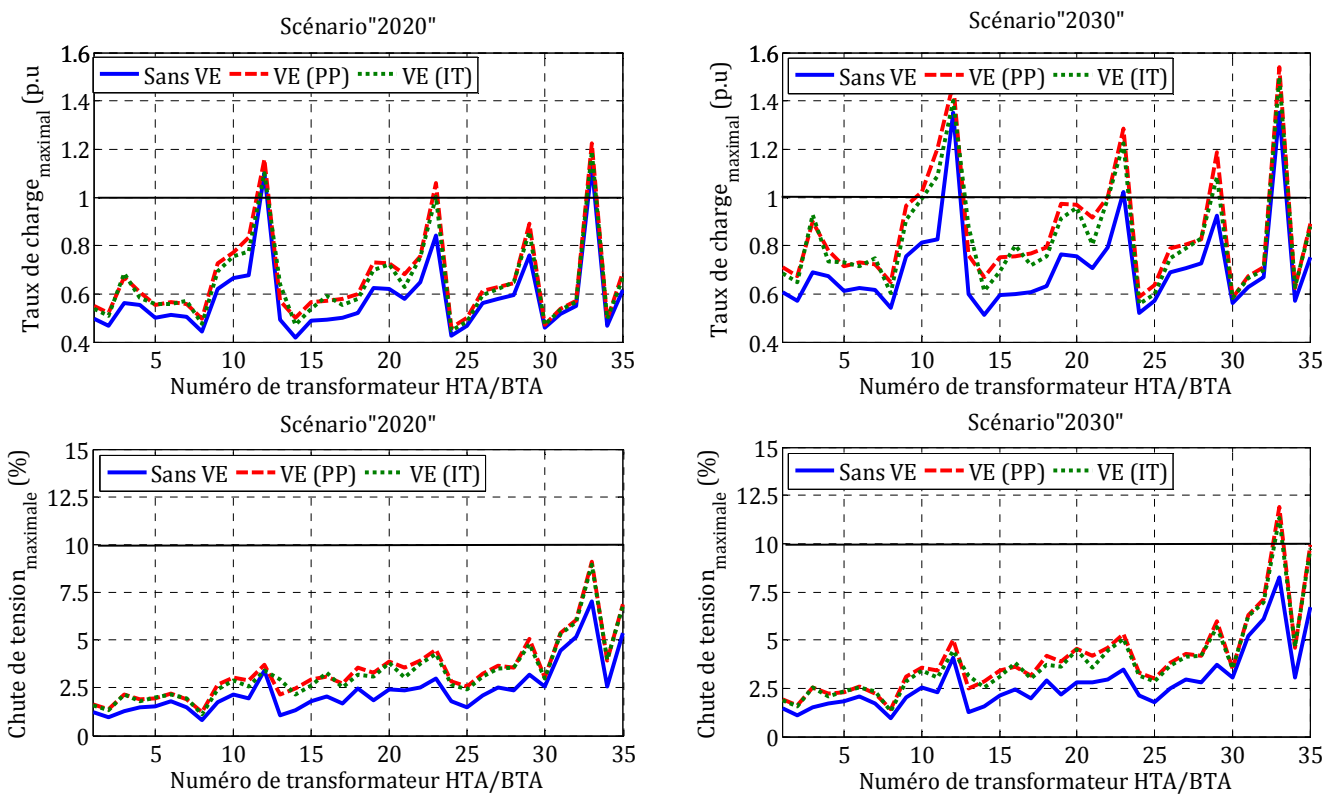 Scénario"2020"
Taux de charge maximal (p.u)
1.6
1.4
1.2
1
0.8
0.6
0.4
Sans VE VE (PP) VE (IT)
5 10 15 20 25 30 35
Numéro de transformateur HTA/BTA
Scénario"2030"
Taux de charge maximal (p.u)
1.6
1.4
1.2
1
0.8
0.6
0.4
Sans VE VE (PP) VE (IT)
5 10 15 20 25 30 35
Numéro de transformateur HTA/BTA
Scénario"2020"
Chute de tension maximale (%)
15
12.5
10
7.5
5
2.5
0
Sans VE VE (PP) VE (IT)
5 10 15 20 25 30 35
Numéro de transformateur HTA/BTA
Scénario"2030"
Chute de tension maximale (%)
15
12.5
10
7.5
5
2.5
0
Sans VE VE (PP) VE (IT)
5 10 15 20 25 30 35
Numéro de transformateur HTA/BTA